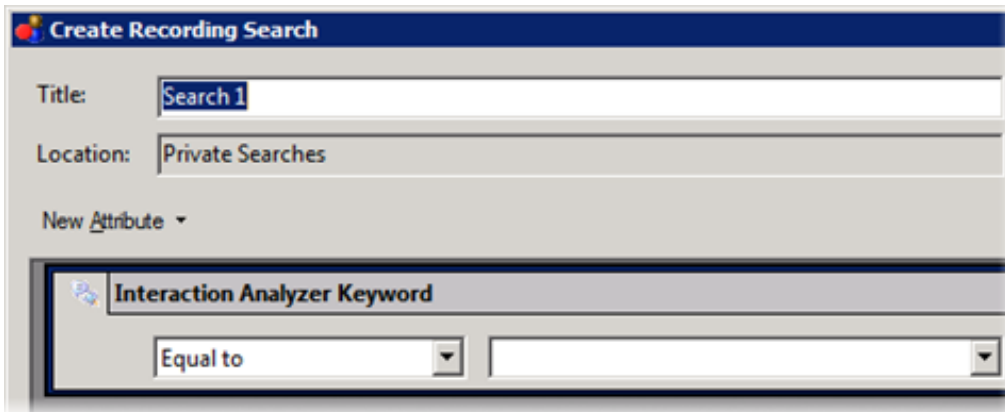 Create Recording Search
Title: Search 1
Location: Private Searches
New Attribute
Interaction Analyzer Keyword
Equal to